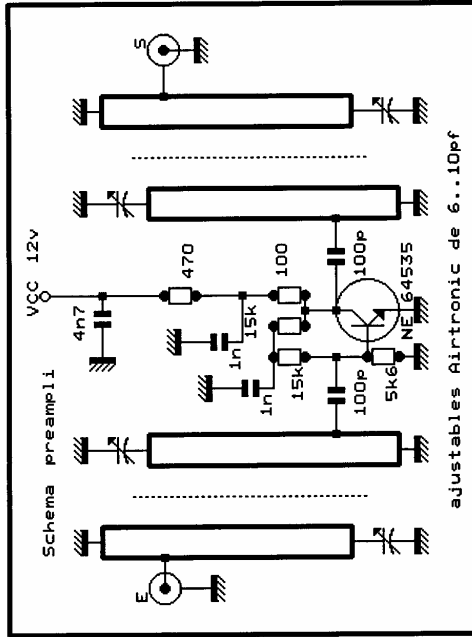 Schema preampli
VCC 12v
4n7
470
1n
15k
100
1n
15k
100p
100p
5k6
NE 64535
E
S
ajustables Airtronic de 6..10pf